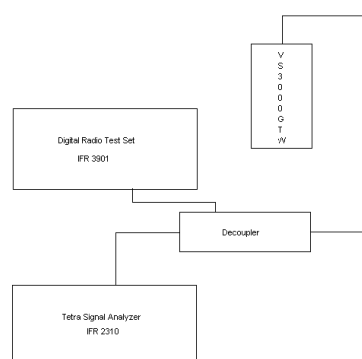 V
S
3
0
0
0
G
T
W
Digital Radio Test Set
IFR 3901
Decoupler
Tetra Signal Analyzer
IFR 2310